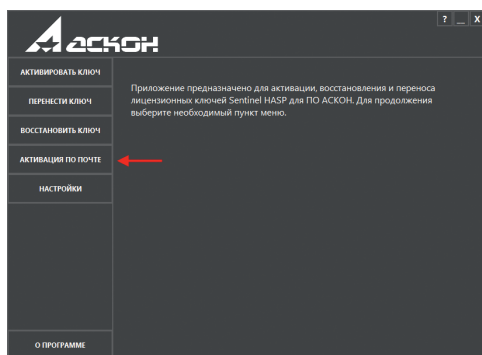 ? _ X
АСКОН
АКТИВИРОВАТЬ КЛЮЧ
ПЕРЕНЕСТИ КЛЮЧ
ВОССТАНОВИТЬ КЛЮЧ
АКТИВАЦИЯ ПО ПОЧТЕ
НАСТРОЙКИ
О ПРОГРАММЕ
Приложение предназначено для активации, восстановления и переноса
лицензионных ключей Sentinel HASP для ПО АСКОН. Для продолжения
выберите необходимый пункт меню.